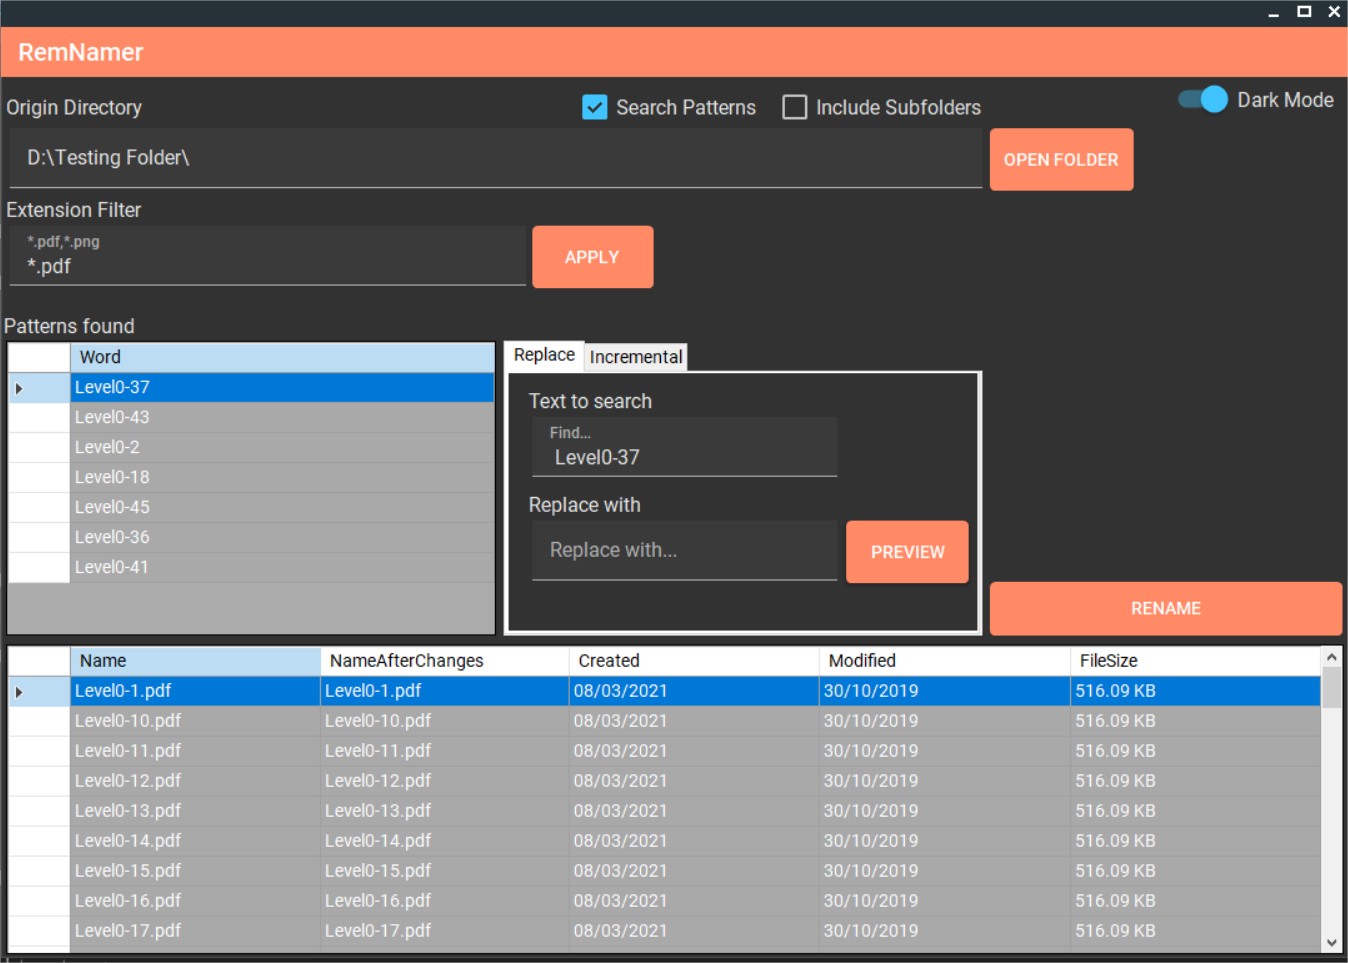 RemNamer
Origin Directory
Search Patterns
Include Subfolders
Dark Mode
D:\Testing Folder\
OPEN FOLDER
Extension Filter
*.pdf,*.png
*.pdf
APPLY
Patterns found
Word
Level0-37
Level0-43
Level0-2
Level0-18
Level0-45
Level0-36
Level0-41
Replace Incremental
Text to search
Find...
Level0-37
Replace with
Replace with...
PREVIEW
RENAME
Name NameAfterChanges Created Modified FileSize
Level0-1.pdf Level0-1.pdf 08/03/2021 30/10/2019 516.09 KB
Level0-10.pdf Level0-10.pdf 08/03/2021 30/10/2019 516.09 KB
Level0-11.pdf Level0-11.pdf 08/03/2021 30/10/2019 516.09 KB
Level0-12.pdf Level0-12.pdf 08/03/2021 30/10/2019 516.09 KB
Level0-13.pdf Level0-13.pdf 08/03/2021 30/10/2019 516.09 KB
Level0-14.pdf Level0-14.pdf 08/03/2021 30/10/2019 516.09 KB
Level0-15.pdf Level0-15.pdf 08/03/2021 30/10/2019 516.09 KB
Level0-16.pdf Level0-16.pdf 08/03/2021 30/10/2019 516.09 KB
Level0-17.pdf Level0-17.pdf 08/03/2021 30/10/2019 516.09 KB